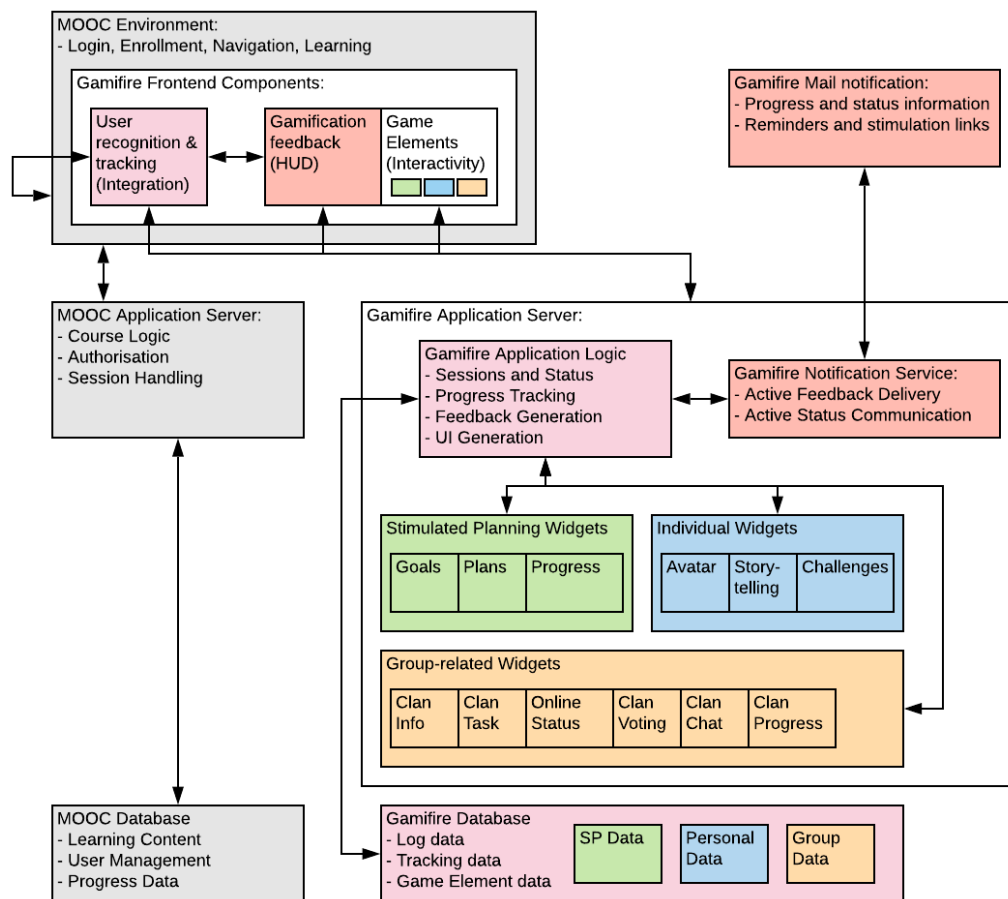 MOOC Environment:
- Login, Enrollment, Navigation, Learning
Gamifire Frontend Components:
User
recognition &
tracking
(Integration)
Gamification
feedback
(HUD)
Game
Elements
(Interactivity)
Gamifire Mail notification:
- Progress and status information
- Reminders and stimulation links
MOOC Application Server:
- Course Logic
- Authorisation
- Session Handling
Gamifire Application Server:
Gamifire Application Logic
- Sessions and Status
- Progress Tracking
- Feedback Generation
- UI Generation
Gamifire Notification Service:
- Active Feedback Delivery
- Active Status Communication
Stimulated Planning Widgets
Goals
Plans
Progress
Individual Widgets
Avatar
Story-
telling
Challenges
Group-related Widgets
Clan
Info
Clan
Task
Online
Status
Clan
Voting
Clan
Chat
Clan
Progress
MOOC Database
- Learning Content
- User Management
- Progress Data
Gamifire Database
- Log data
- Tracking data
- Game Element data
SP Data
Personal
Data
Group
Data